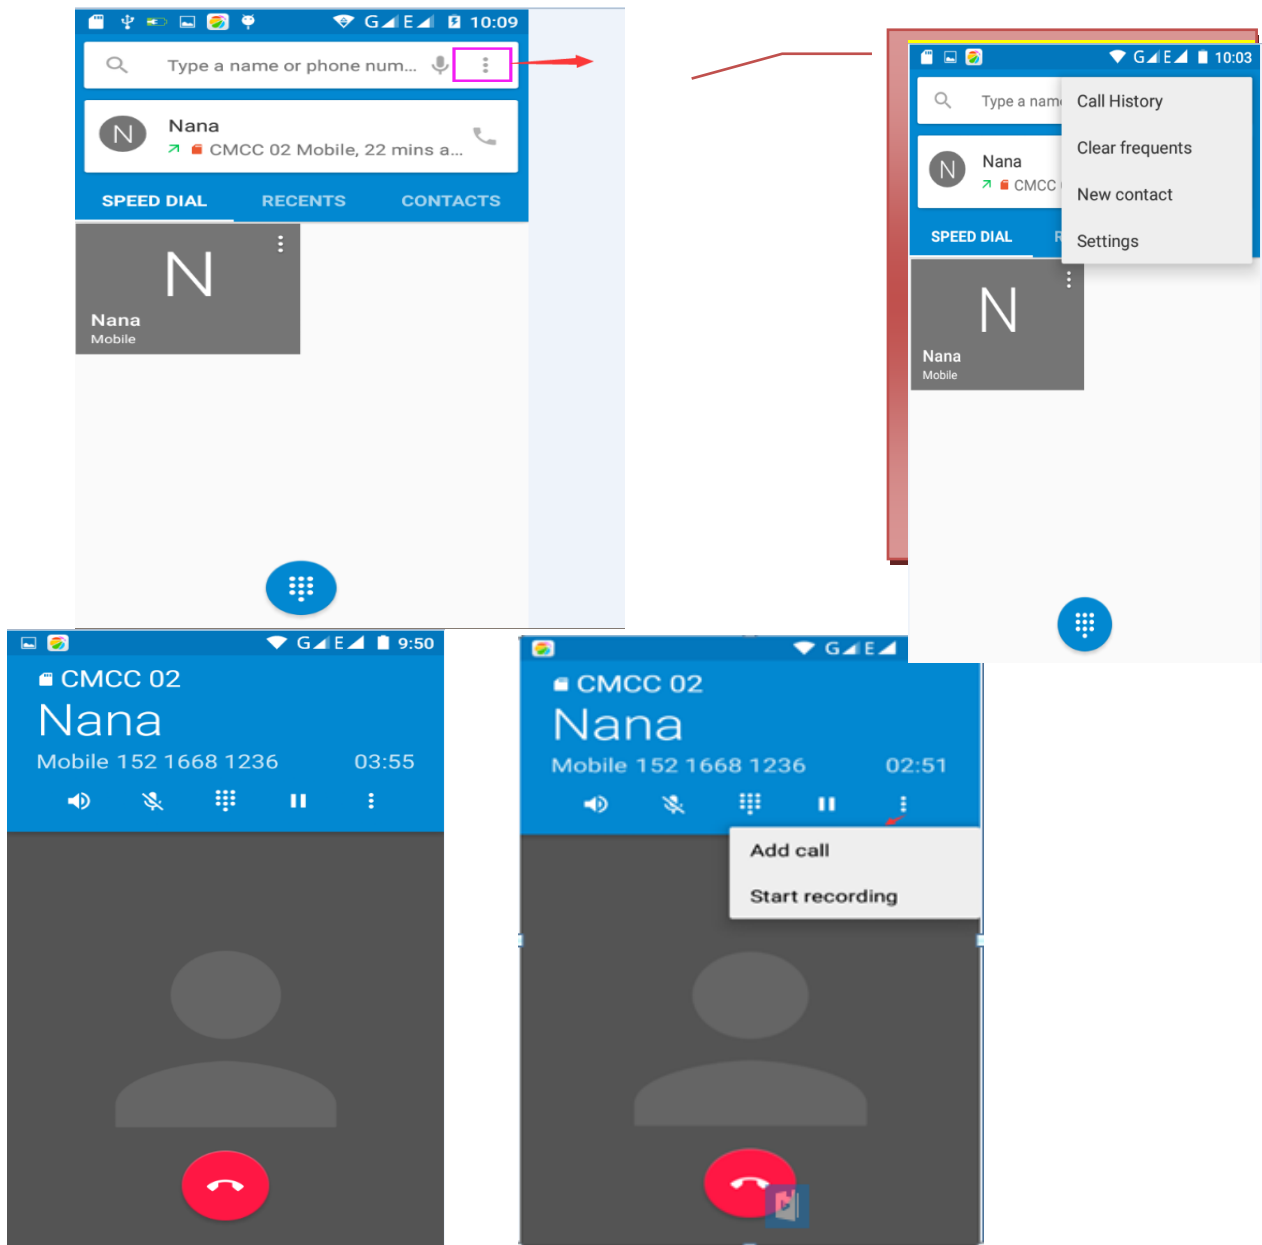 G E 10:09
Type a name or phone num...
N
Nana
CMCC 02 Mobile, 22 mins a...
SPEED DIAL RECENTS CONTACTS
N
Nana
Mobile
G E 10:03
Type a nam
Call History
Clear frequents
New contact
Settings
N
Nana
CMCC
SPEED DIAL R
N
Nana
Mobile
G E 9:50
CMCC 02
Nana
Mobile 152 1668 1236 03:55
G E
CMCC 02
Nana
Mobile 152 1668 1236 02:51
Add call
Start recording